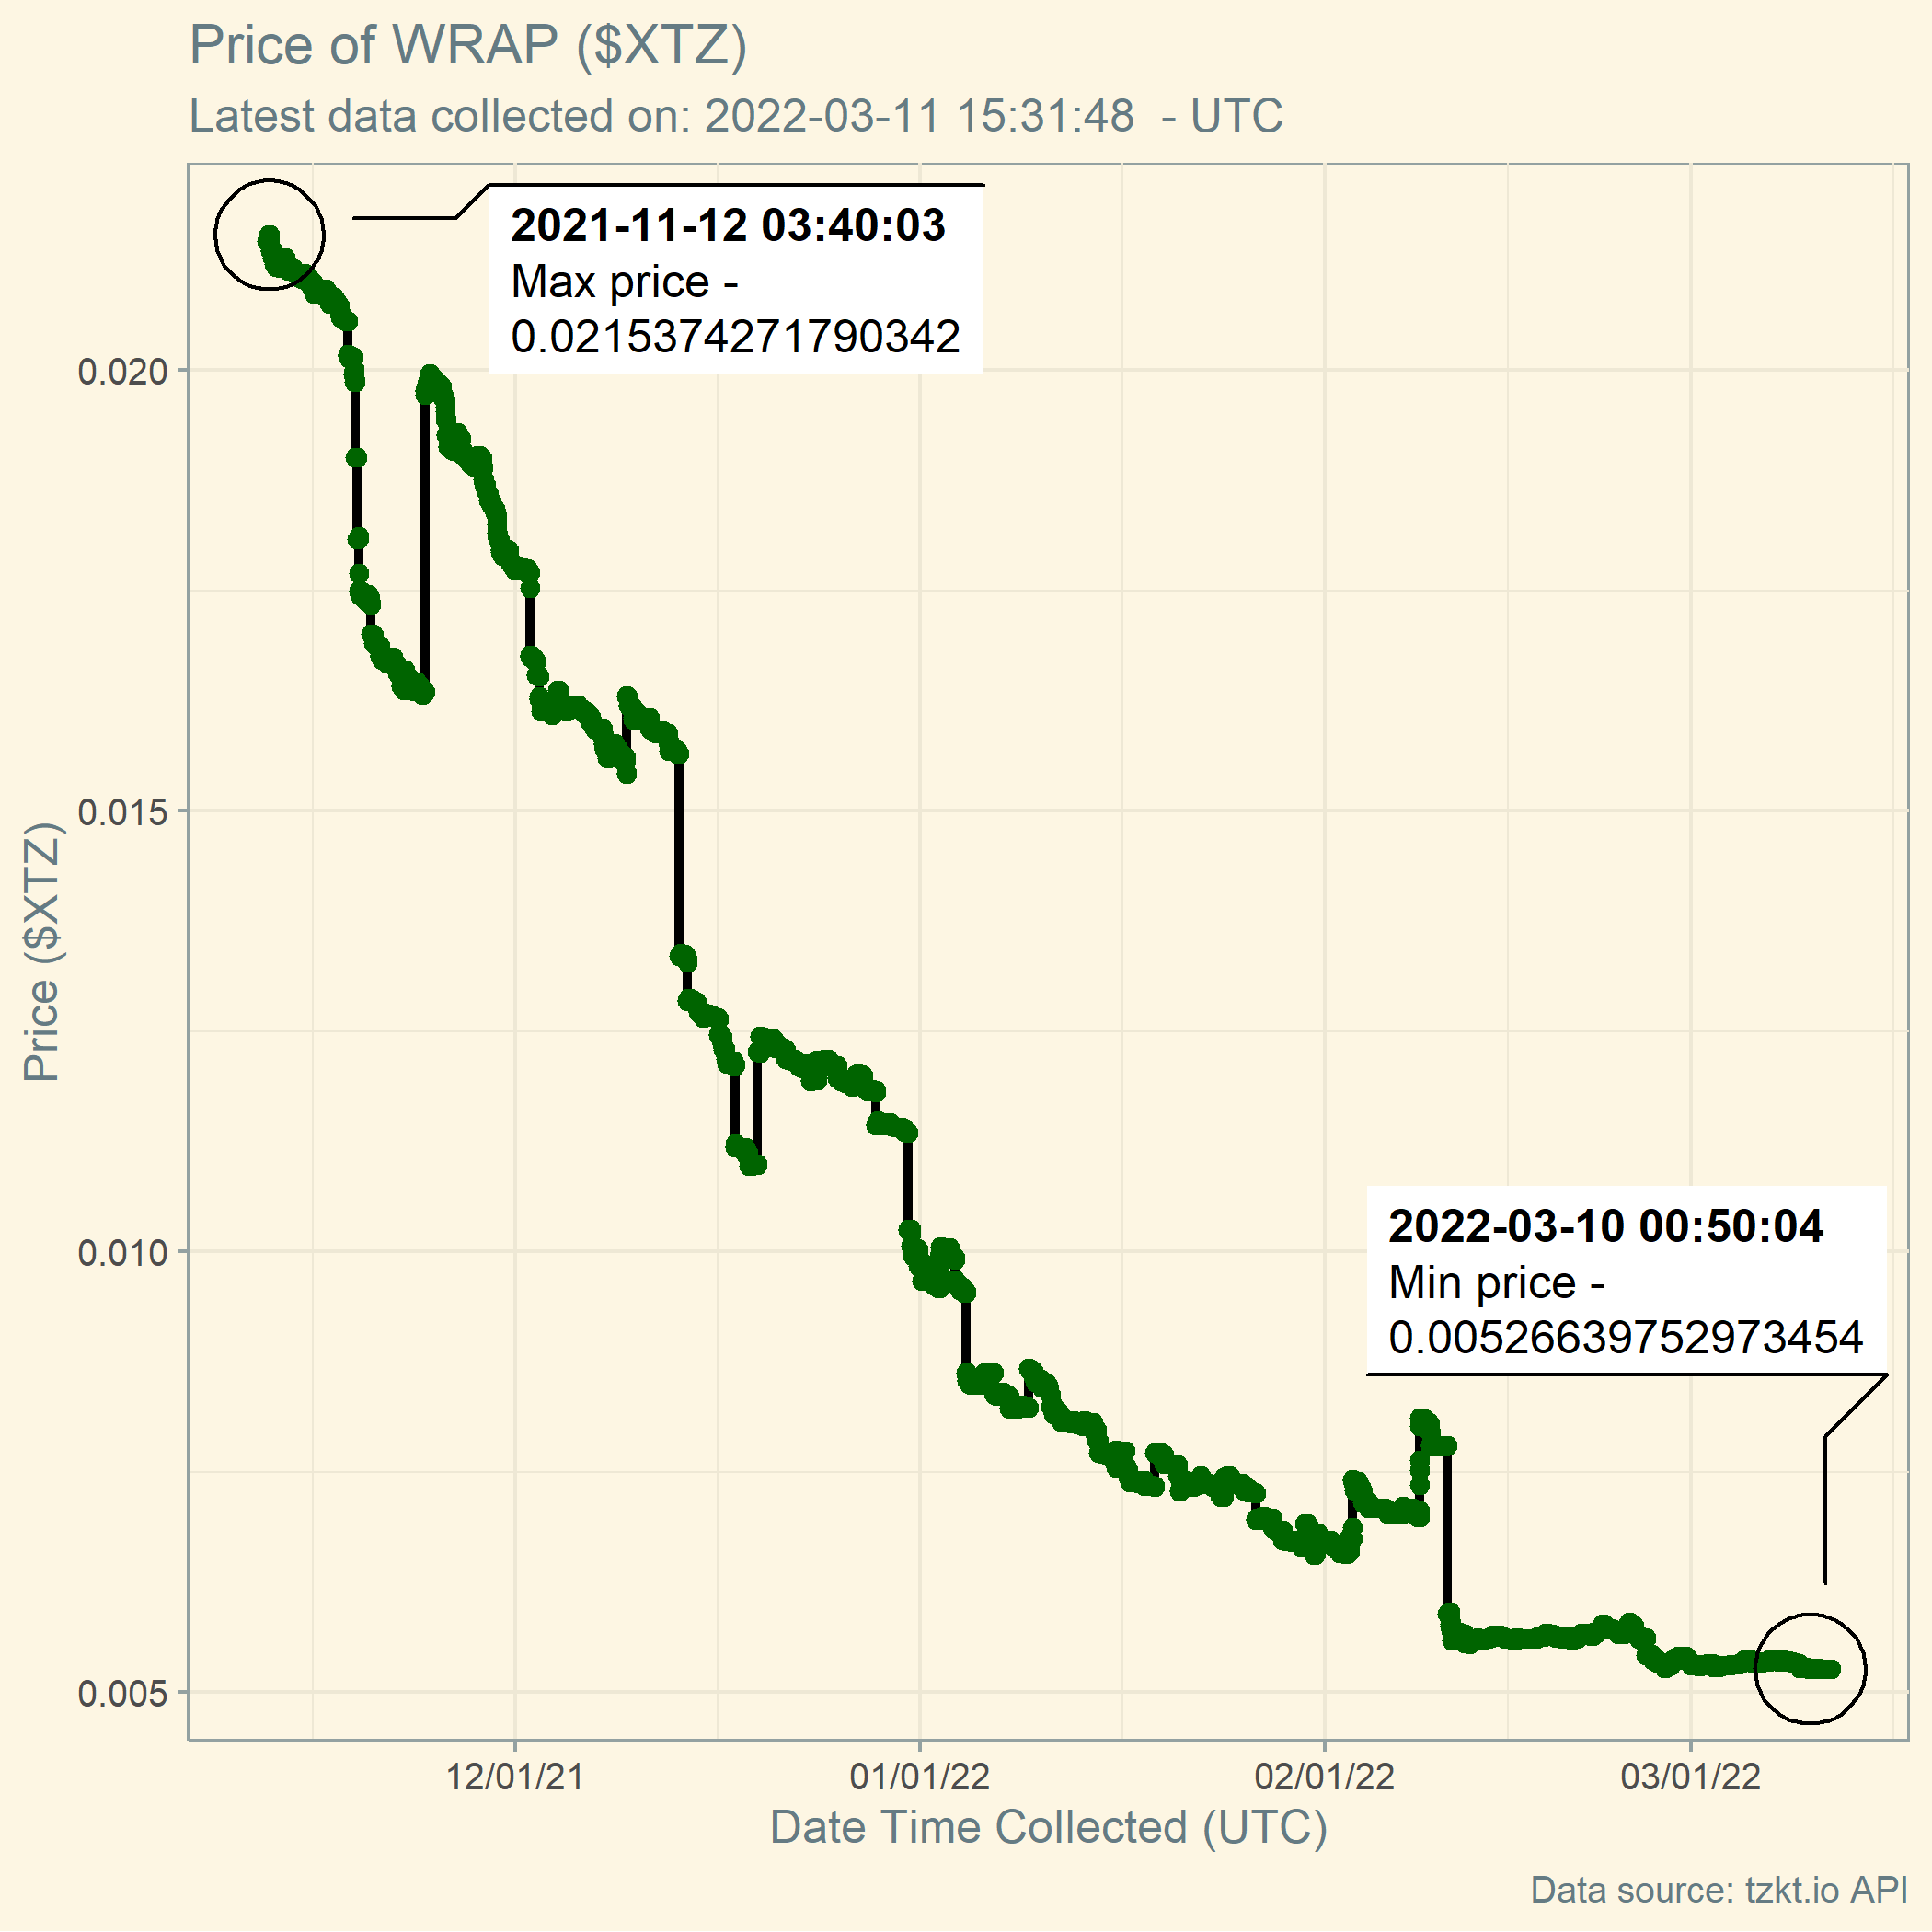 Price of WRAP ($XTZ)
Latest data collected on: 2022-03-11 15:31:48  - UTC
2021-11-12 03:40:03
Max price -
0.0215374271790342
0.020
0.015
0.010
0.005
Price ($XTZ)
2022-03-10 00:50:04
Min price -
0.00526639752973454
12/01/21
01/01/22
02/01/22
03/01/22
Date Time Collected (UTC)
Data source: tzkt.io API